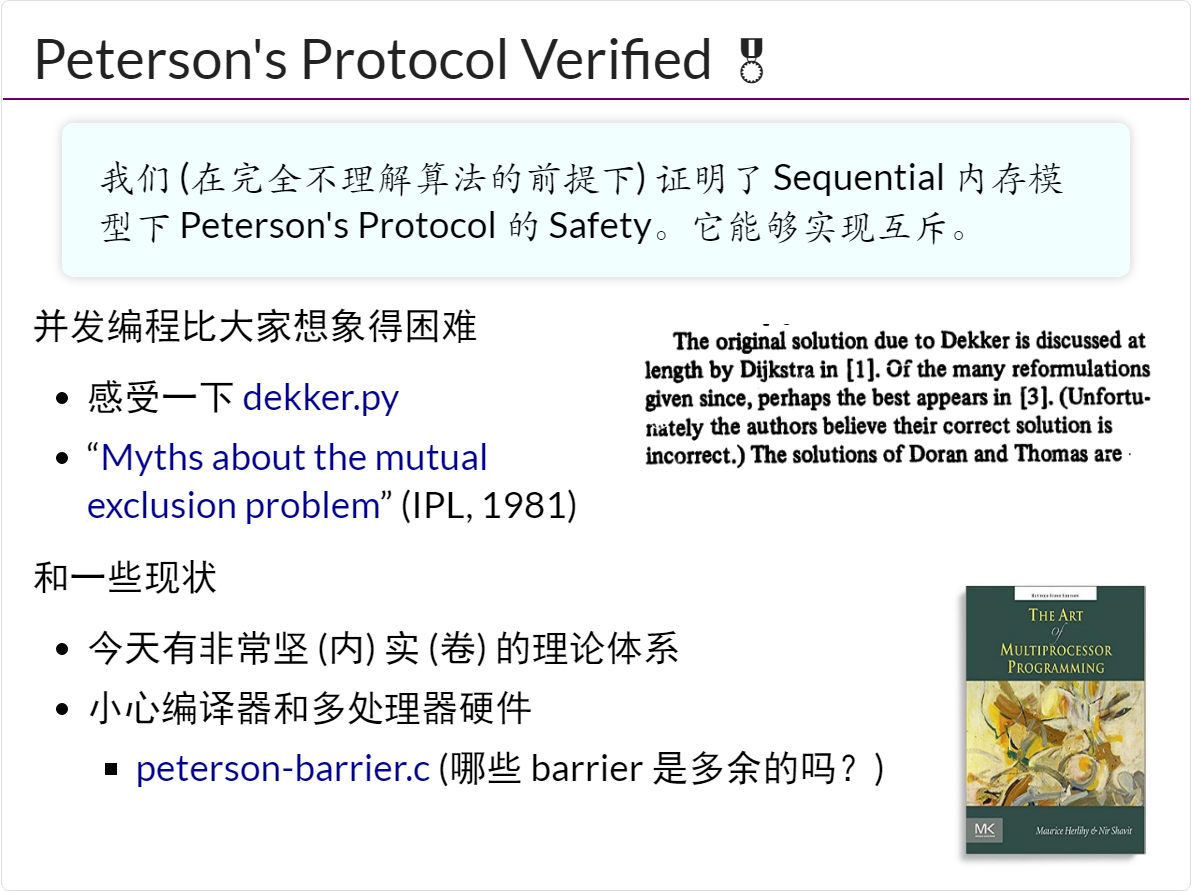 Peterson's Protocol Verified 🎖
我们 (在完全不理解算法的前提下) 证明了 Sequential 内存模
型下 Peterson's Protocol 的 Safety。它能够实现互斥。
并发编程比大家想象得困难
• 感受一下 dekker.py
• “Myths about the mutual
exclusion problem” (IPL, 1981)
The original solution due to Dekker is discussed at
length by Dijkstra in [1]. Of the many reformulations
given since, perhaps the best appears in [3]. (Unfortu-
nately the authors believe their correct solution is
incorrect.) The solutions of Doran and Thomas are
和一些现状
• 今天有非常坚 (内) 实 (卷) 的理论体系
• 小心编译器和多处理器硬件
▪ peterson-barrier.c (哪些 barrier 是多余的吗？)
REVISED FIRST EDITION
THE ART
of
MULTIPROCESSOR
PROGRAMMING
MK
Maurice Herlihy & Nir Shavit